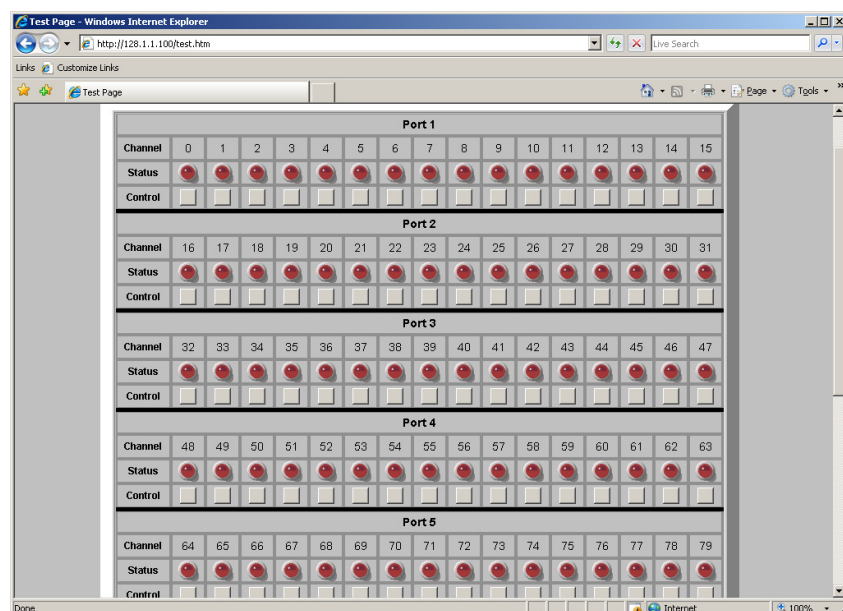 Test Page - Windows Internet Explorer
http://128.1.1.100/test.htm
Live Search
Links Customize Links
Test Page
Page Tools »
Port 1
Channel 0 1 2 3 4 5 6 7 8 9 10 11 12 13 14 15
Status
Control
Port 2
Channel 16 17 18 19 20 21 22 23 24 25 26 27 28 29 30 31
Status
Control
Port 3
Channel 32 33 34 35 36 37 38 39 40 41 42 43 44 45 46 47
Status
Control
Port 4
Channel 48 49 50 51 52 53 54 55 56 57 58 59 60 61 62 63
Status
Control
Port 5
Channel 64 65 66 67 68 69 70 71 72 73 74 75 76 77 78 79
Status
Control
Done Internet 100%